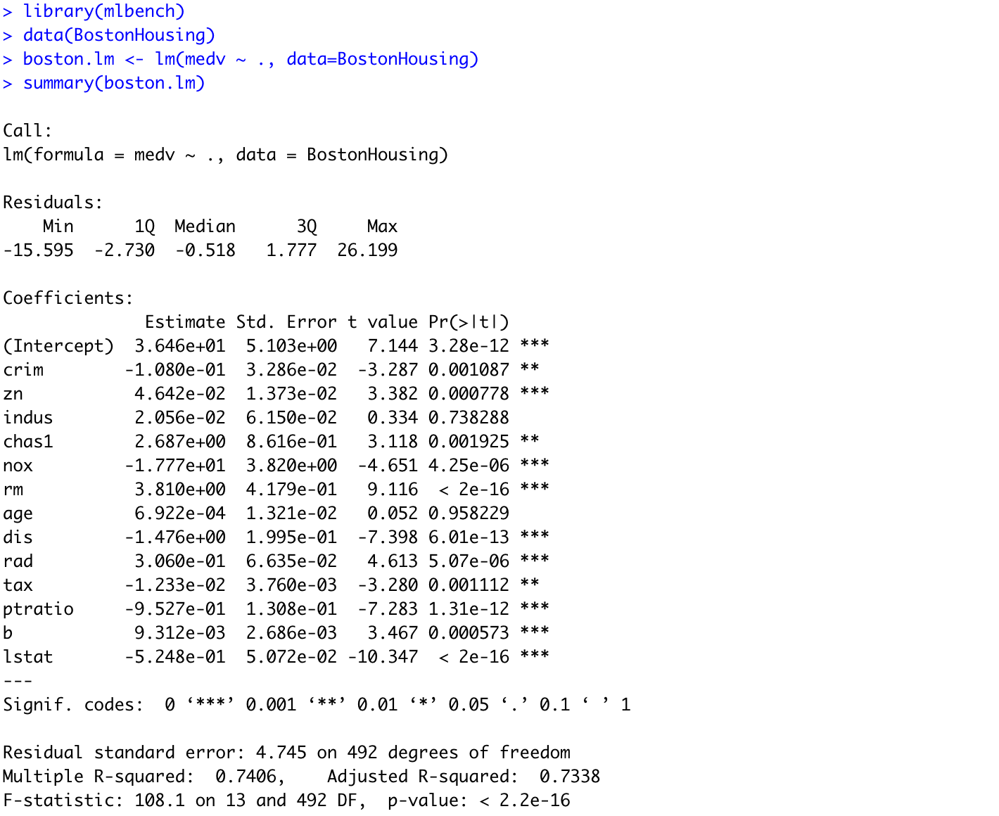 > library(mlbench)
> data(BostonHousing)
> boston.lm <- lm(medv ~ ., data=BostonHousing)
> summary(boston.lm)

Call:
lm(formula = medv ~ ., data = BostonHousing)

Residuals:
    Min      1Q  Median      3Q     Max
-15.595  -2.730  -0.518   1.777  26.199

Coefficients:
              Estimate Std. Error t value Pr(>|t|)
(Intercept)  3.646e+01  5.103e+00   7.144 3.28e-12 ***
crim        -1.080e-01  3.286e-02  -3.287 0.001087 **
zn           4.642e-02  1.373e-02   3.382 0.000778 ***
indus        2.056e-02  6.150e-02   0.334 0.738288
chas1        2.687e+00  8.616e-01   3.118 0.001925 **
nox         -1.777e+01  3.820e+00  -4.651 4.25e-06 ***
rm           3.810e+00  4.179e-01   9.116  < 2e-16 ***
age          6.922e-04  1.321e-02   0.052 0.958229
dis         -1.476e+00  1.995e-01  -7.398 6.01e-13 ***
rad          3.060e-01  6.635e-02   4.613 5.07e-06 ***
tax         -1.233e-02  3.760e-03  -3.280 0.001112 **
ptratio     -9.527e-01  1.308e-01  -7.283 1.31e-12 ***
b            9.312e-03  2.686e-03   3.467 0.000573 ***
lstat       -5.248e-01  5.072e-02 -10.347  < 2e-16 ***
---
Signif. codes:  0 ‘***’ 0.001 ‘**’ 0.01 ‘*’ 0.05 ‘.’ 0.1 ‘ ’ 1

Residual standard error: 4.745 on 492 degrees of freedom
Multiple R-squared:  0.7406,    Adjusted R-squared:  0.7338
F-statistic: 108.1 on 13 and 492 DF,  p-value: < 2.2e-16